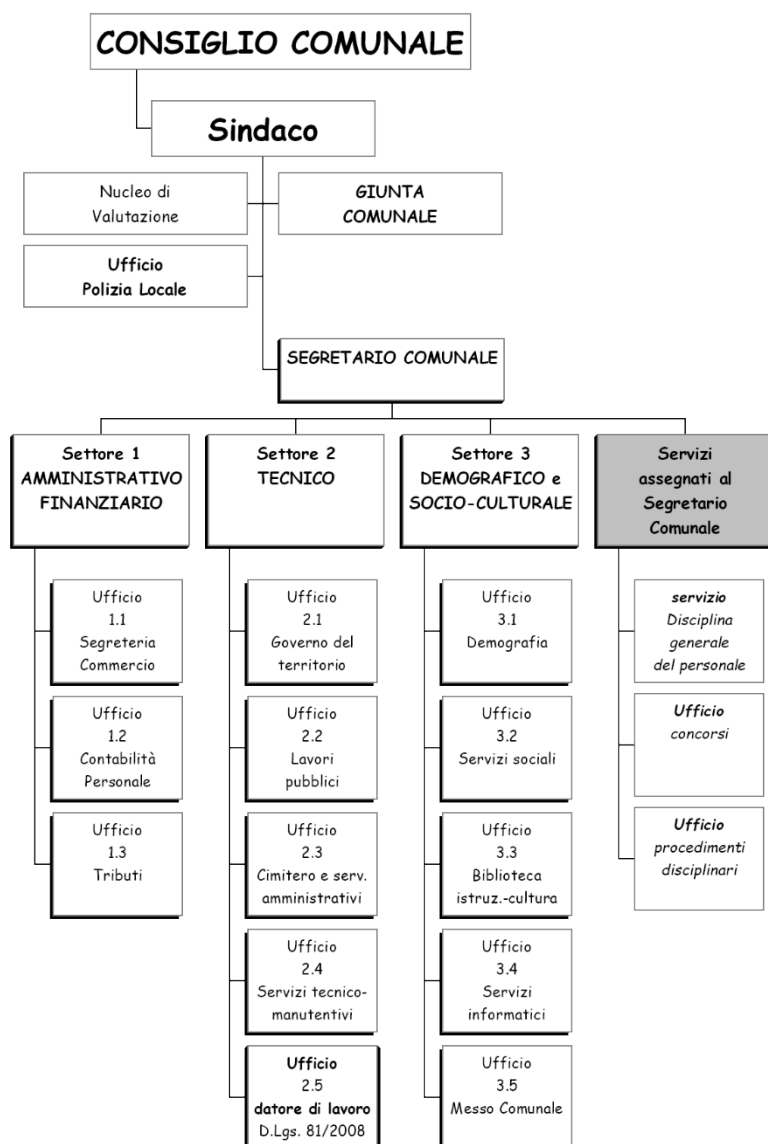 CONSIGLIO COMUNALE
Sindaco
Nucleo di
Valutazione
GIUNTA
COMUNALE
Ufficio
Polizia Locale
SEGRETARIO COMUNALE
Settore 1
AMMINISTRATIVO
FINANZIARIO
Settore 2
TECNICO
Settore 3
DEMOGRAFICO e
SOCIO-CULTURALE
Servizi
assegnati al
Segretario
Comunale
Ufficio
1.1
Segreteria
Commercio
Ufficio
2.1
Governo del
territorio
Ufficio
3.1
Demografia
servizio
Disciplina
generale
del personale
Ufficio
1.2
Contabilità
Personale
Ufficio
2.2
Lavori
pubblici
Ufficio
3.2
Servizi sociali
Ufficio
concorsi
Ufficio
1.3
Tributi
Ufficio
2.3
Cimitero e serv.
amministrativi
Ufficio
3.3
Biblioteca
istruz.-cultura
Ufficio
procedimenti
disciplinari
Ufficio
2.4
Servizi tecnico-
manutentivi
Ufficio
3.4
Servizi
informatici
Ufficio
2.5
datore di lavoro
D.Lgs. 81/2008
Ufficio
3.5
Messo Comunale